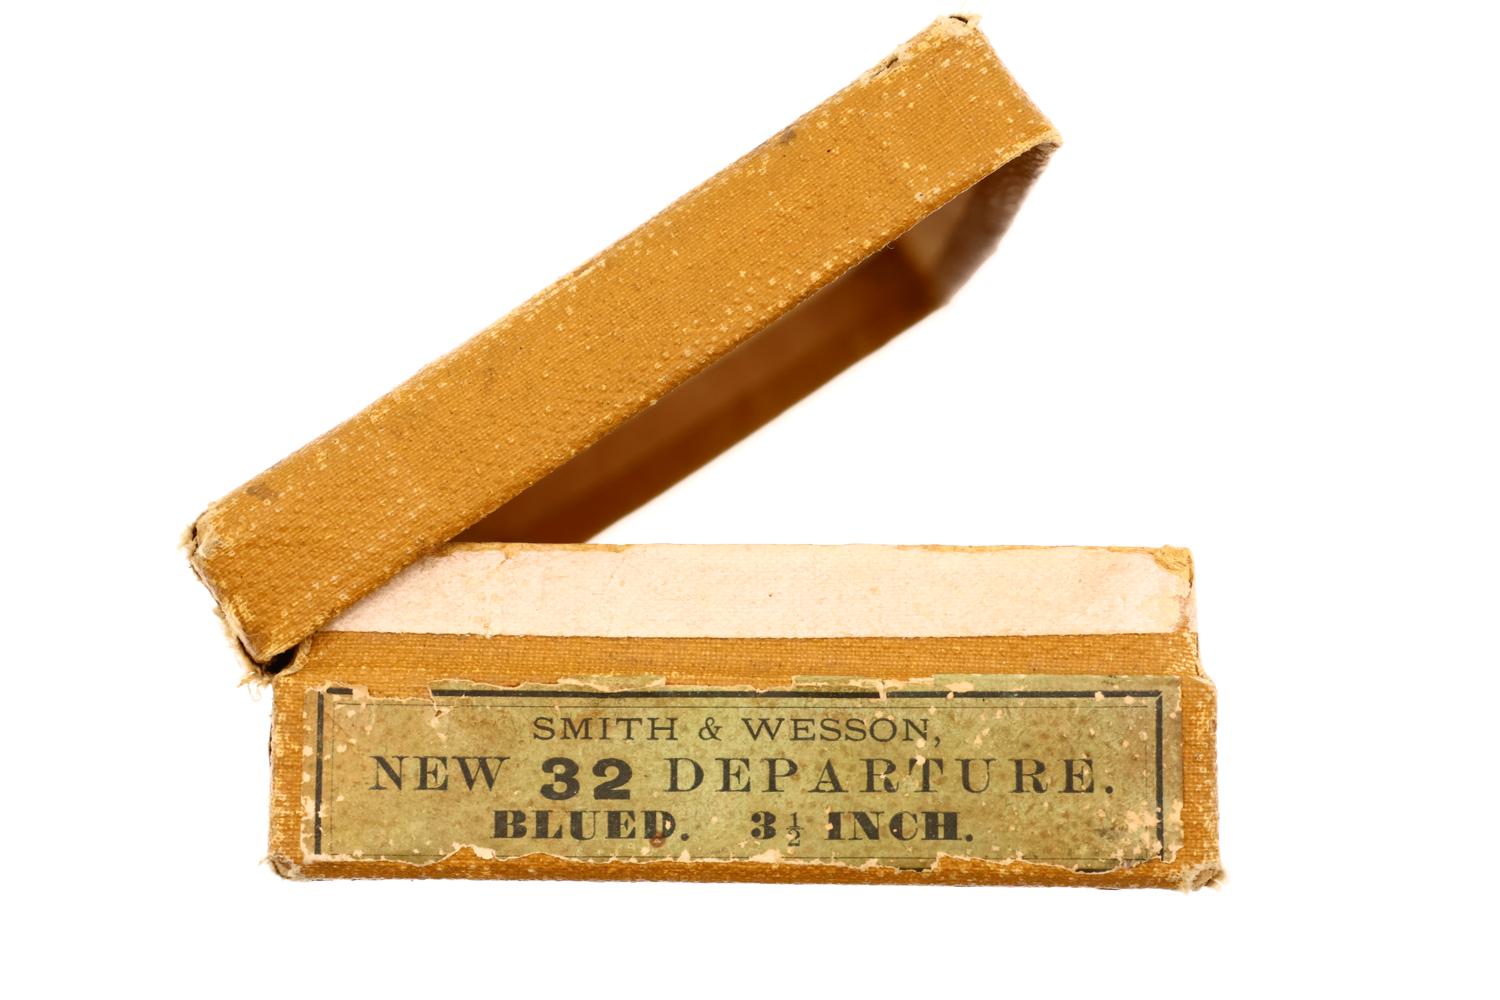 SMITH & WESSON,
NEW 32 DEPARTURE.
BLUED. 3½ INCH.